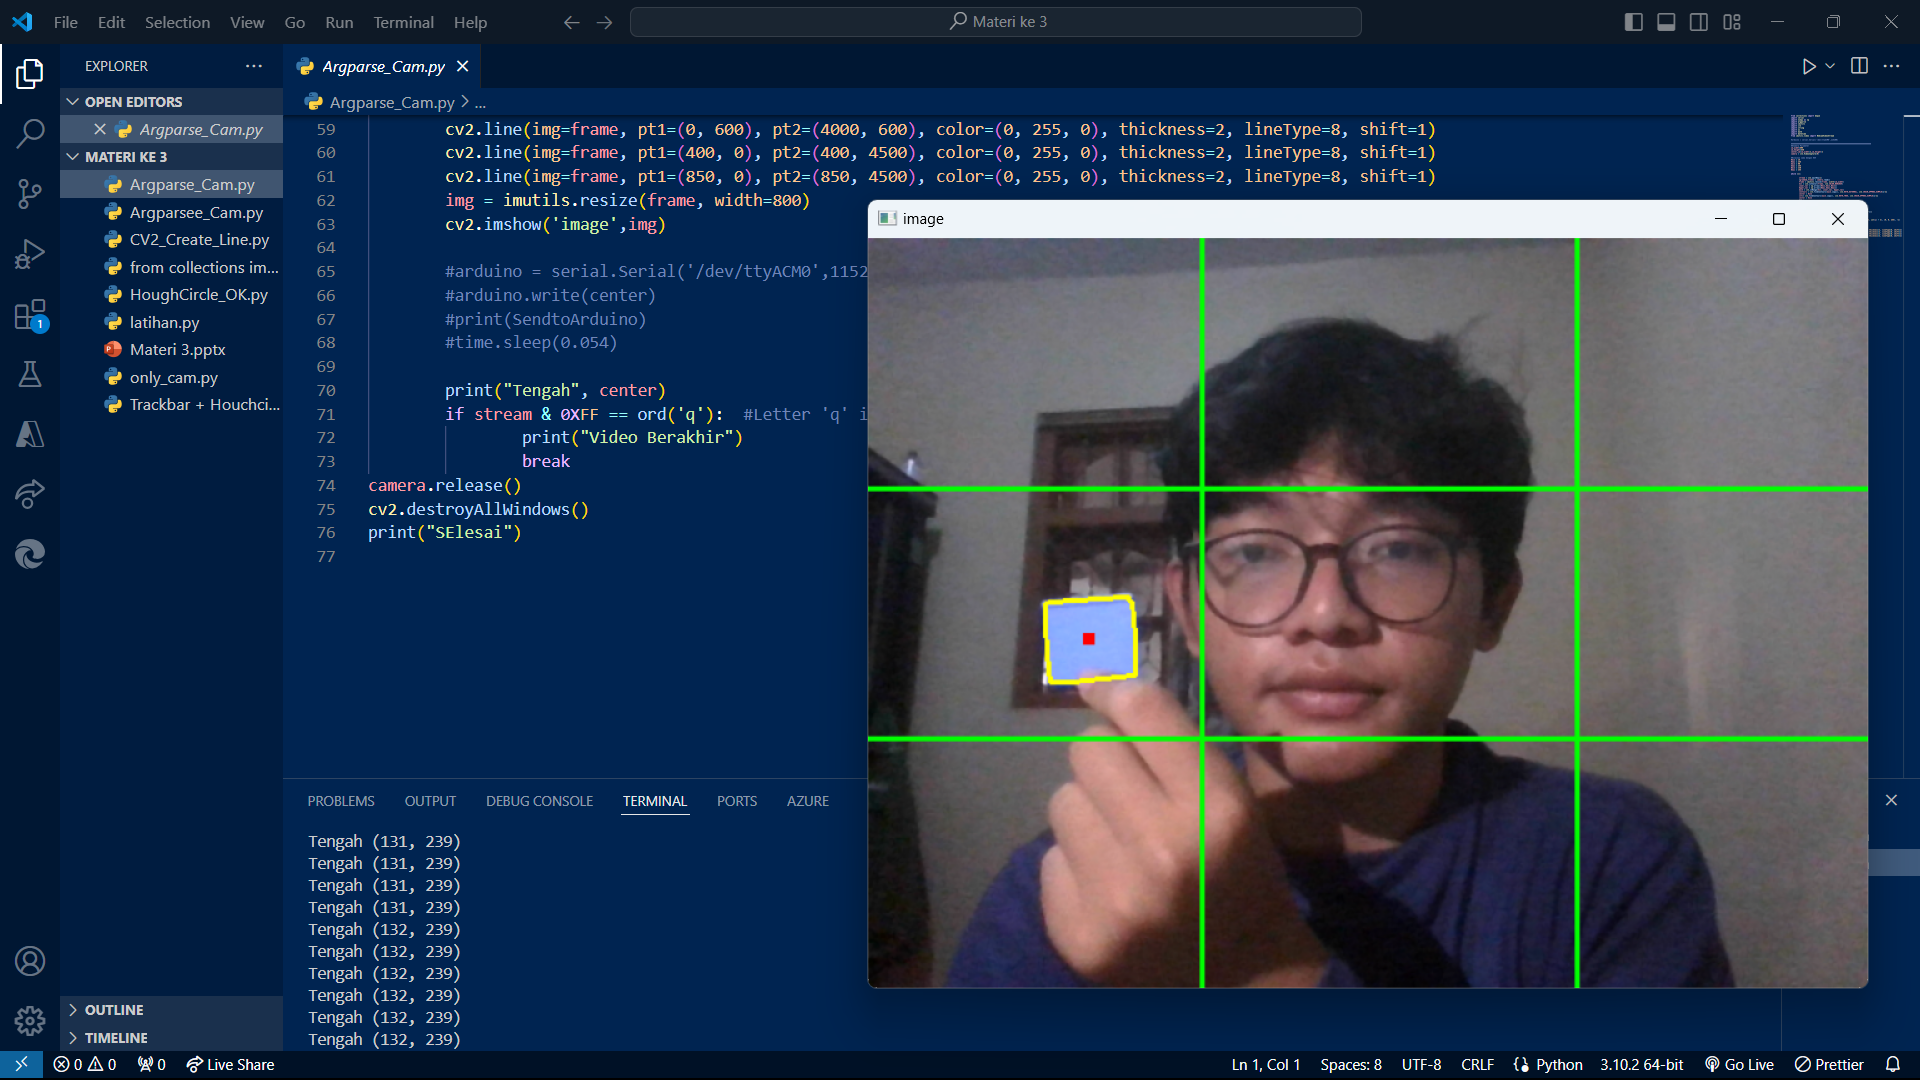 File Edit Selection View Go Run Terminal Help
Materi ke 3
EXPLORER
OPEN EDITORS
Argparse_Cam.py
MATERI KE 3
Argparse_Cam.py
Argparsee_Cam.py
CV2_Create_Line.py
from collections im...
HoughCircle_OK.py
latihan.py
Materi 3.pptx
only_cam.py
Trackbar + Houchci...
OUTLINE
TIMELINE
Argparse_Cam.py
Argparse_Cam.py > ...
59 cv2.line(img=frame, pt1=(0, 600), pt2=(4000, 600), color=(0, 255, 0), thickness=2, lineType=8, shift=1)
60 cv2.line(img=frame, pt1=(400, 0), pt2=(400, 4500), color=(0, 255, 0), thickness=2, lineType=8, shift=1)
61 cv2.line(img=frame, pt1=(850, 0), pt2=(850, 4500), color=(0, 255, 0), thickness=2, lineType=8, shift=1)
62 img = imutils.resize(frame, width=800)
63 cv2.imshow('image',img)
64
65 #arduino = serial.Serial('/dev/ttyACM0',1152
66 #arduino.write(center)
67 #print(SendtoArduino)
68 #time.sleep(0.054)
69
70 print("Tengah", center)
71 if stream & 0XFF == ord('q'): #Letter 'q' i
72 print("Video Berakhir")
73 break
74 camera.release()
75 cv2.destroyAllWindows()
76 print("SElesai")
77
image
PROBLEMS OUTPUT DEBUG CONSOLE TERMINAL PORTS AZURE
Tengah (131, 239)
Tengah (131, 239)
Tengah (131, 239)
Tengah (131, 239)
Tengah (132, 239)
Tengah (132, 239)
Tengah (132, 239)
Tengah (132, 239)
Tengah (132, 239)
Tengah (132, 239)
1
0 0 0 Live Share
Ln 1, Col 1 Spaces: 8 UTF-8 CRLF Python 3.10.2 64-bit Go Live Prettier